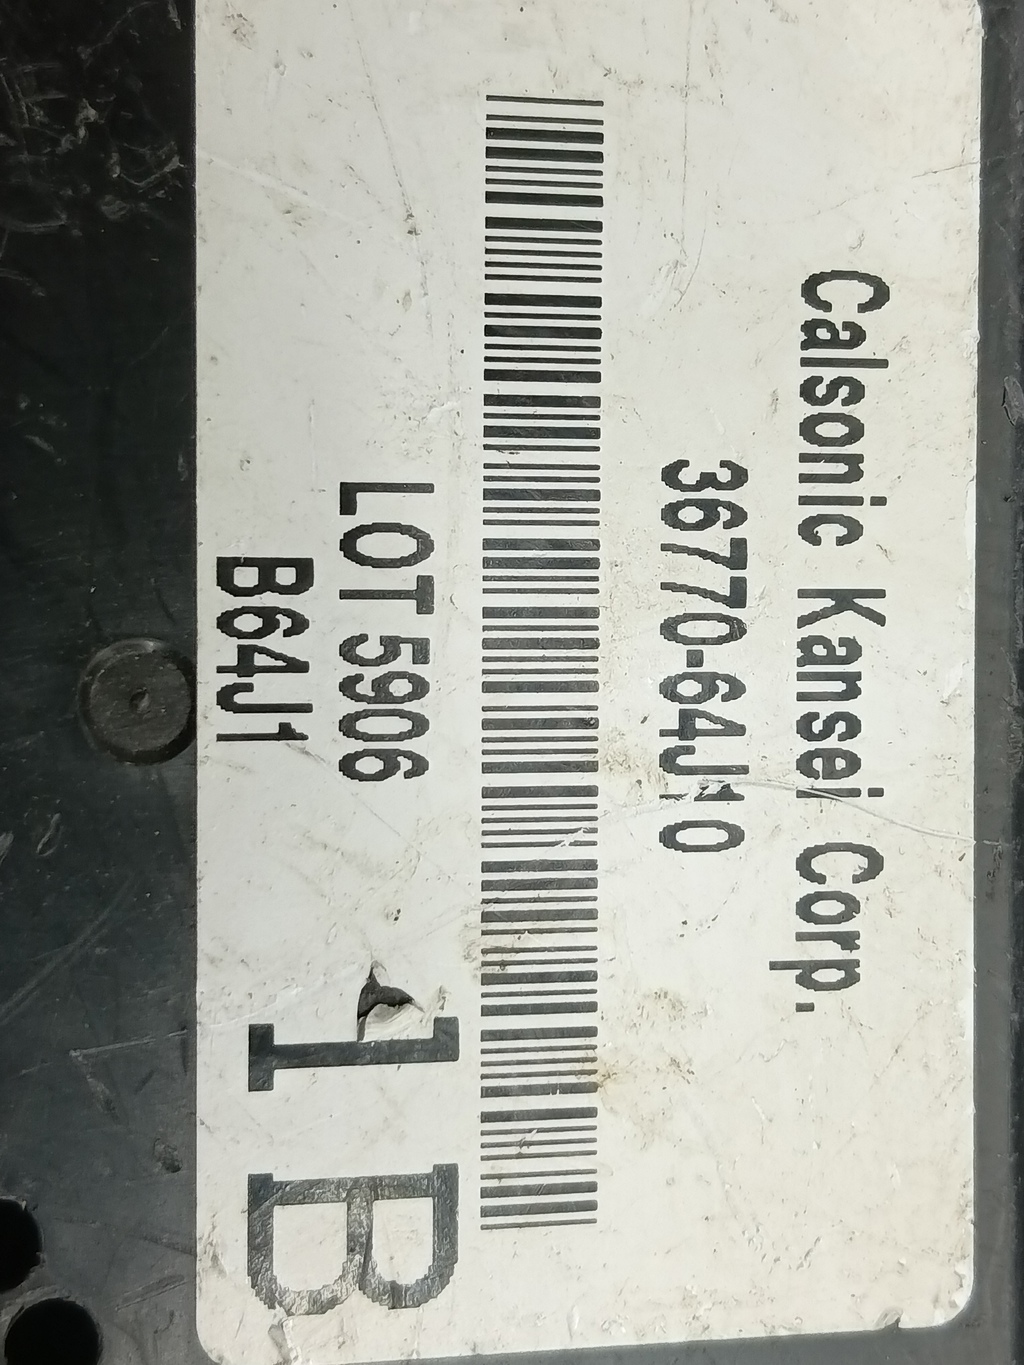 Calsonic Kansei Corp.
36770-64J10
LOT 5906
B64J1
1B